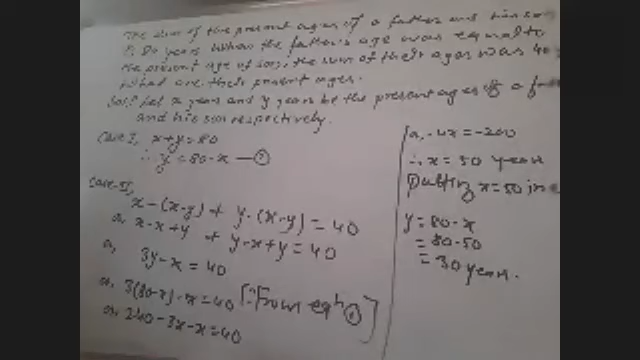 The sum of the present ages of a father and his son
is 80 years. When the father's age was equal to
the present age of son, the sum of their ages was 40
What are their present ages.
Sol: Let x years and y years be the present ages of a
and his son respectively.
Case I, x+y=80
∴ y=80-x —
Case II,
x-(x-y)+y-(x-y)=40
or x-x+y+y-x+y=40
or, 3y-x=40
or, 3(80-x)-x=40 [∵ From eqn ①]
or, 240-3x-x=40
or, -4x=-200
∴ x=50 years
Putting x=50 in
y=80-x
=80-50
=30 years.